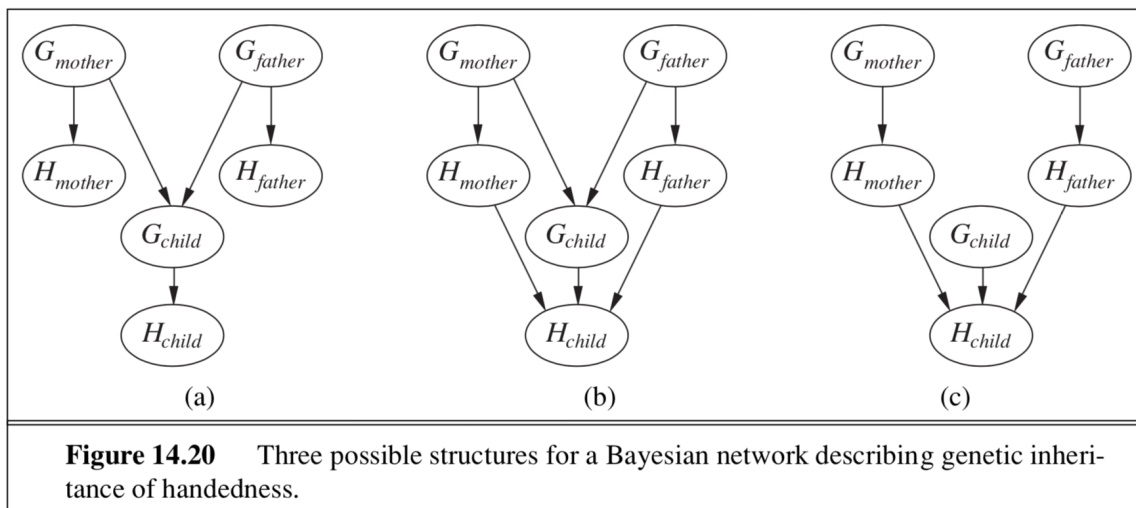 G_mother G_father G_mother G_father G_mother G_father
H_mother H_father H_mother H_father H_mother H_father
G_child G_child G_child
H_child H_child H_child
(a) (b) (c)
Figure 14.20 Three possible structures for a Bayesian network describing genetic inheri-
tance of handedness.